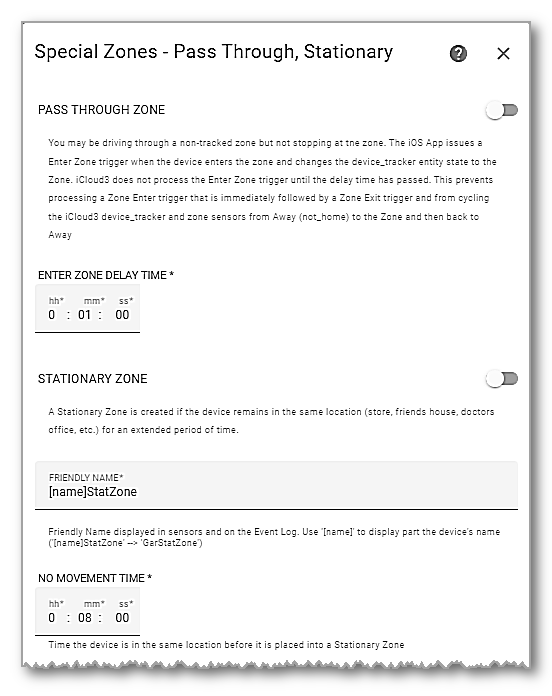 Special Zones - Pass Through, Stationary
PASS THROUGH ZONE
You may be driving through a non-tracked zone but not stopping at tne zone. The iOS App issues a
Enter Zone trigger when the device enters the zone and changes the device_tracker entity state to the
Zone. iCloud3 does not process the Enter Zone trigger until the delay time has passed. This prevents
processing a Zone Enter trigger that is immediately followed by a Zone Exit trigger and from cycling
the iCloud3 device_tracker and zone sensors from Away (not_home) to the Zone and then back to
Away
ENTER ZONE DELAY TIME *
hh* mm* ss*
0 : 01 : 00
STATIONARY ZONE
A Stationary Zone is created if the device remains in the same location (store, friends house, doctors
office, etc.) for an extended period of time.
FRIENDLY NAME*
[name]StatZone
Friendly Name displayed in sensors and on the Event Log. Use '[name]' to display part the device's name
('[name]StatZone' --> 'GarStatZone')
NO MOVEMENT TIME *
hh* mm* ss*
0 : 08 : 00
Time the device is in the same location before it is placed into a Stationary Zone